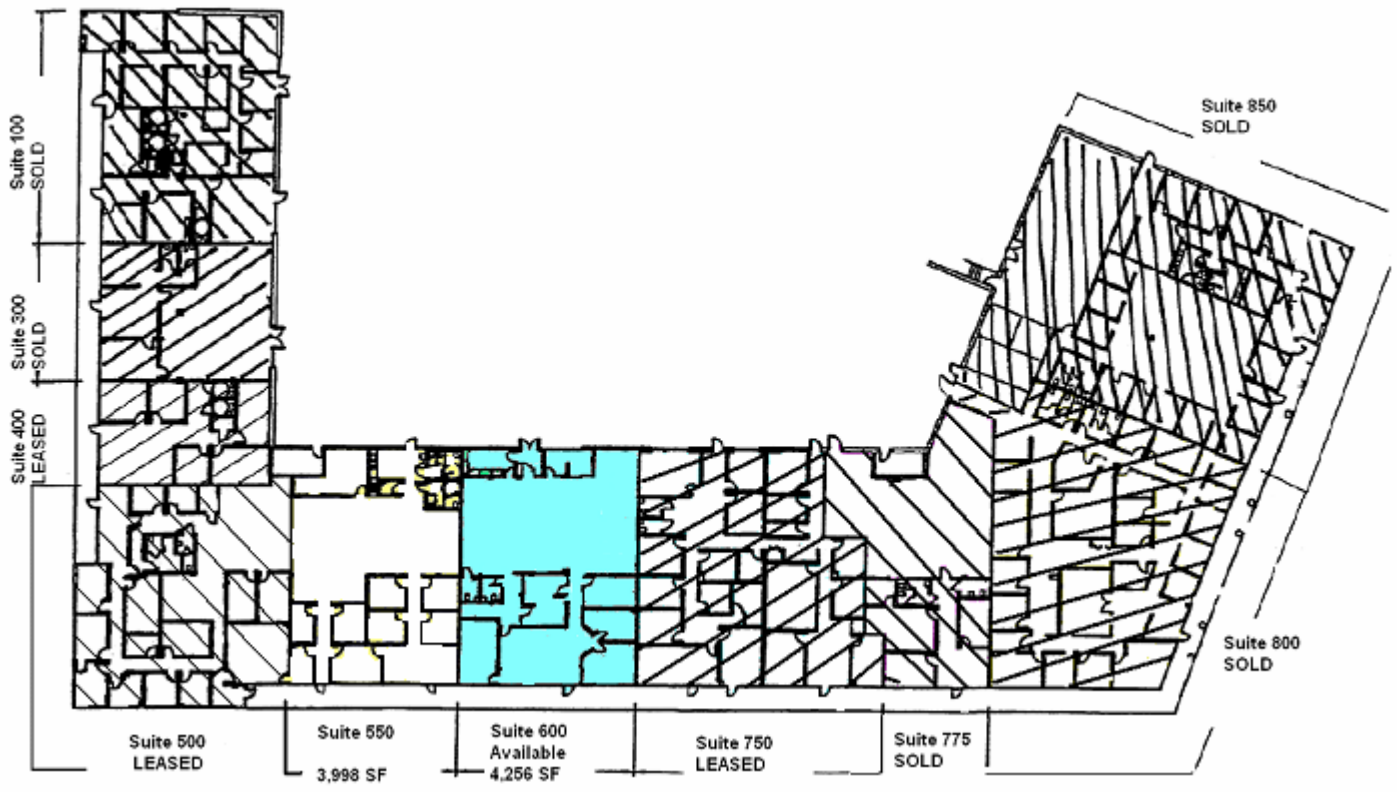 Suite 850
SOLD
Suite 100
SOLD
Suite 300
SOLD
Suite 400
LEASED
Suite 800
SOLD
Suite 500
LEASED
Suite 550
3,998 SF
Suite 600
Available
4,256 SF
Suite 750
LEASED
Suite 775
SOLD